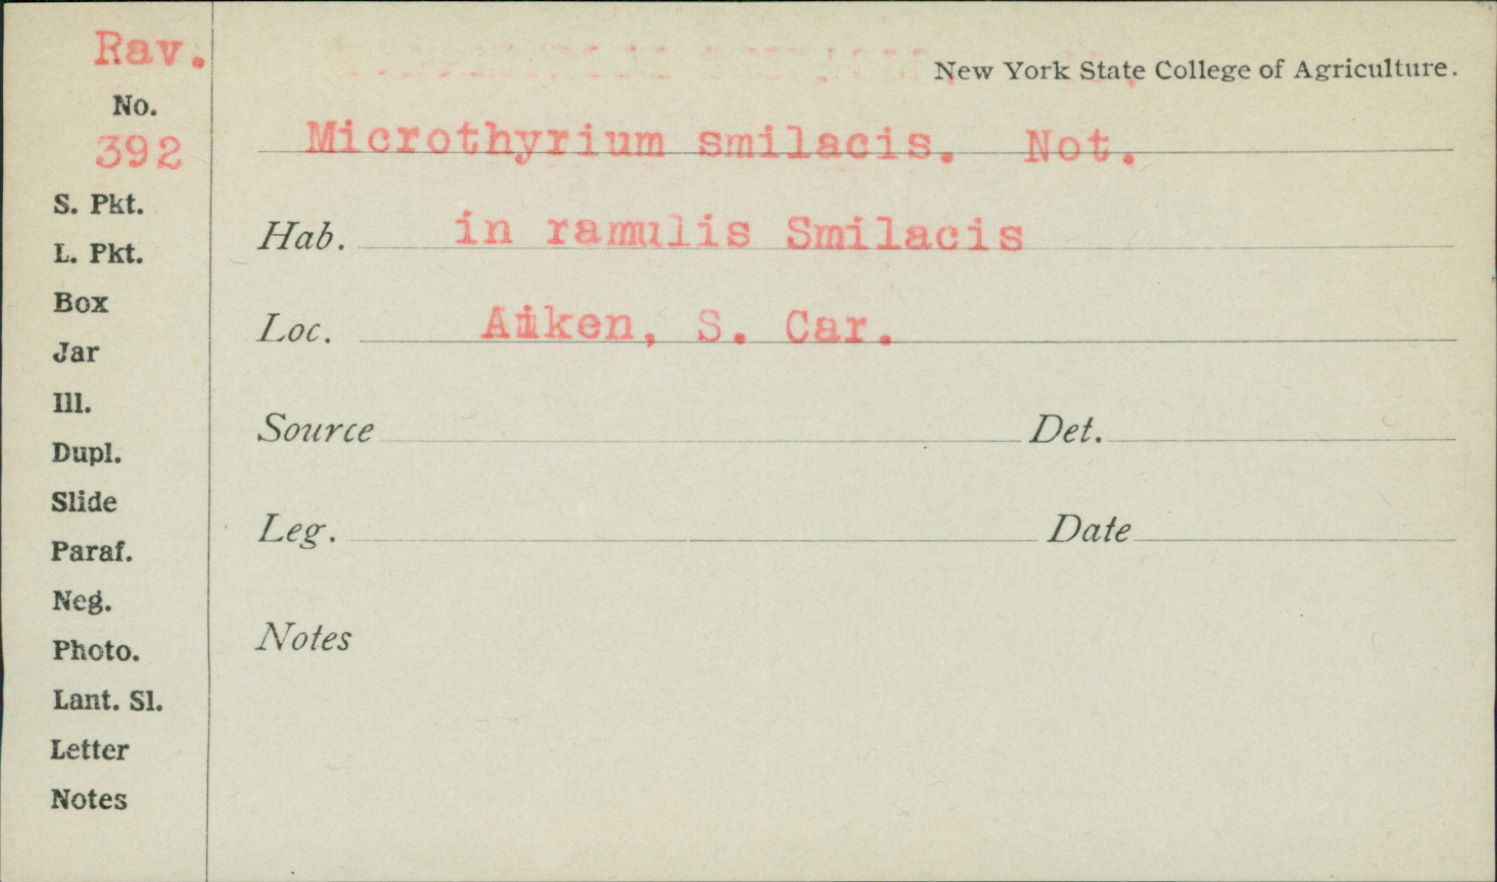 Rav.
No.
392
S. Pkt.
L. Pkt.
Box
Jar
Ill.
Dupl.
Slide
Paraf.
Neg.
Photo.
Lant. Sl.
Letter
Notes
New York State College of Agriculture.
Microthyrium smilacis. Not.
Hab. in ramulis Smilacis
Loc. Aiken, S. Car.
Source Det.
Leg. Date
Notes